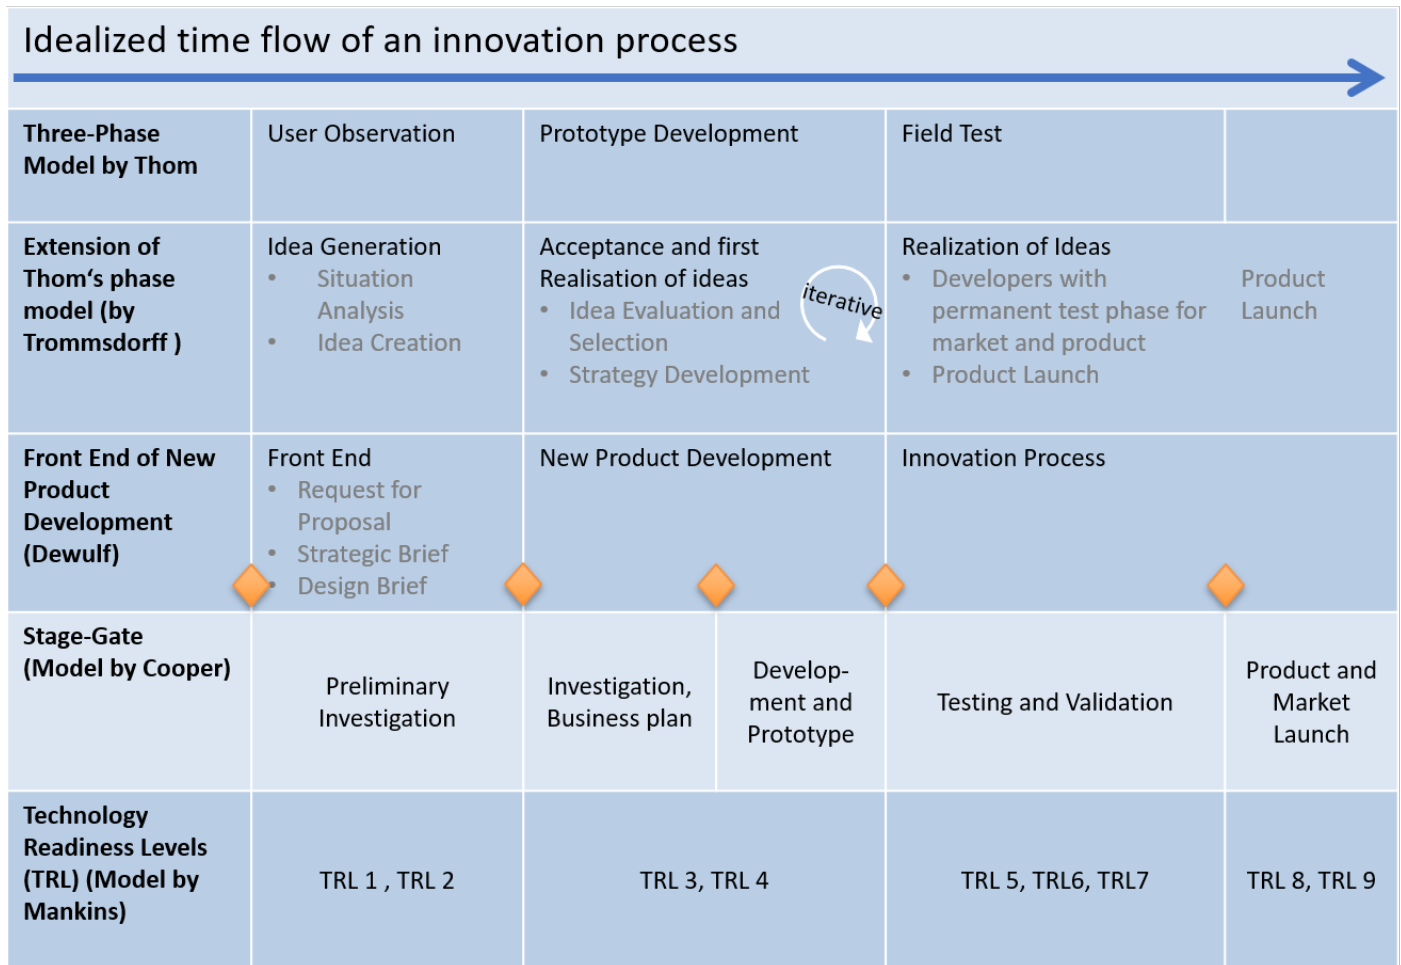 Idealized time flow of an innovation process
Three-Phase
Model by Thom
User Observation
Prototype Development
Field Test
Extension of
Thom‘s phase
model (by
Trommsdorff )
Idea Generation
• Situation
Analysis
• Idea Creation
Acceptance and first
Realisation of ideas
• Idea Evaluation and
Selection
• Strategy Development
iterative
Realization of Ideas
• Developers with
permanent test phase for
market and product
• Product Launch
Product
Launch
Front End of New
Product
Development
(Dewulf)
Front End
• Request for
Proposal
• Strategic Brief
• Design Brief
New Product Development
Innovation Process
Stage-Gate
(Model by Cooper)
Preliminary
Investigation
Investigation,
Business plan
Develop-
ment and
Prototype
Testing and Validation
Product and
Market
Launch
Technology
Readiness Levels
(TRL) (Model by
Mankins)
TRL 1 , TRL 2
TRL 3, TRL 4
TRL 5, TRL6, TRL7
TRL 8, TRL 9